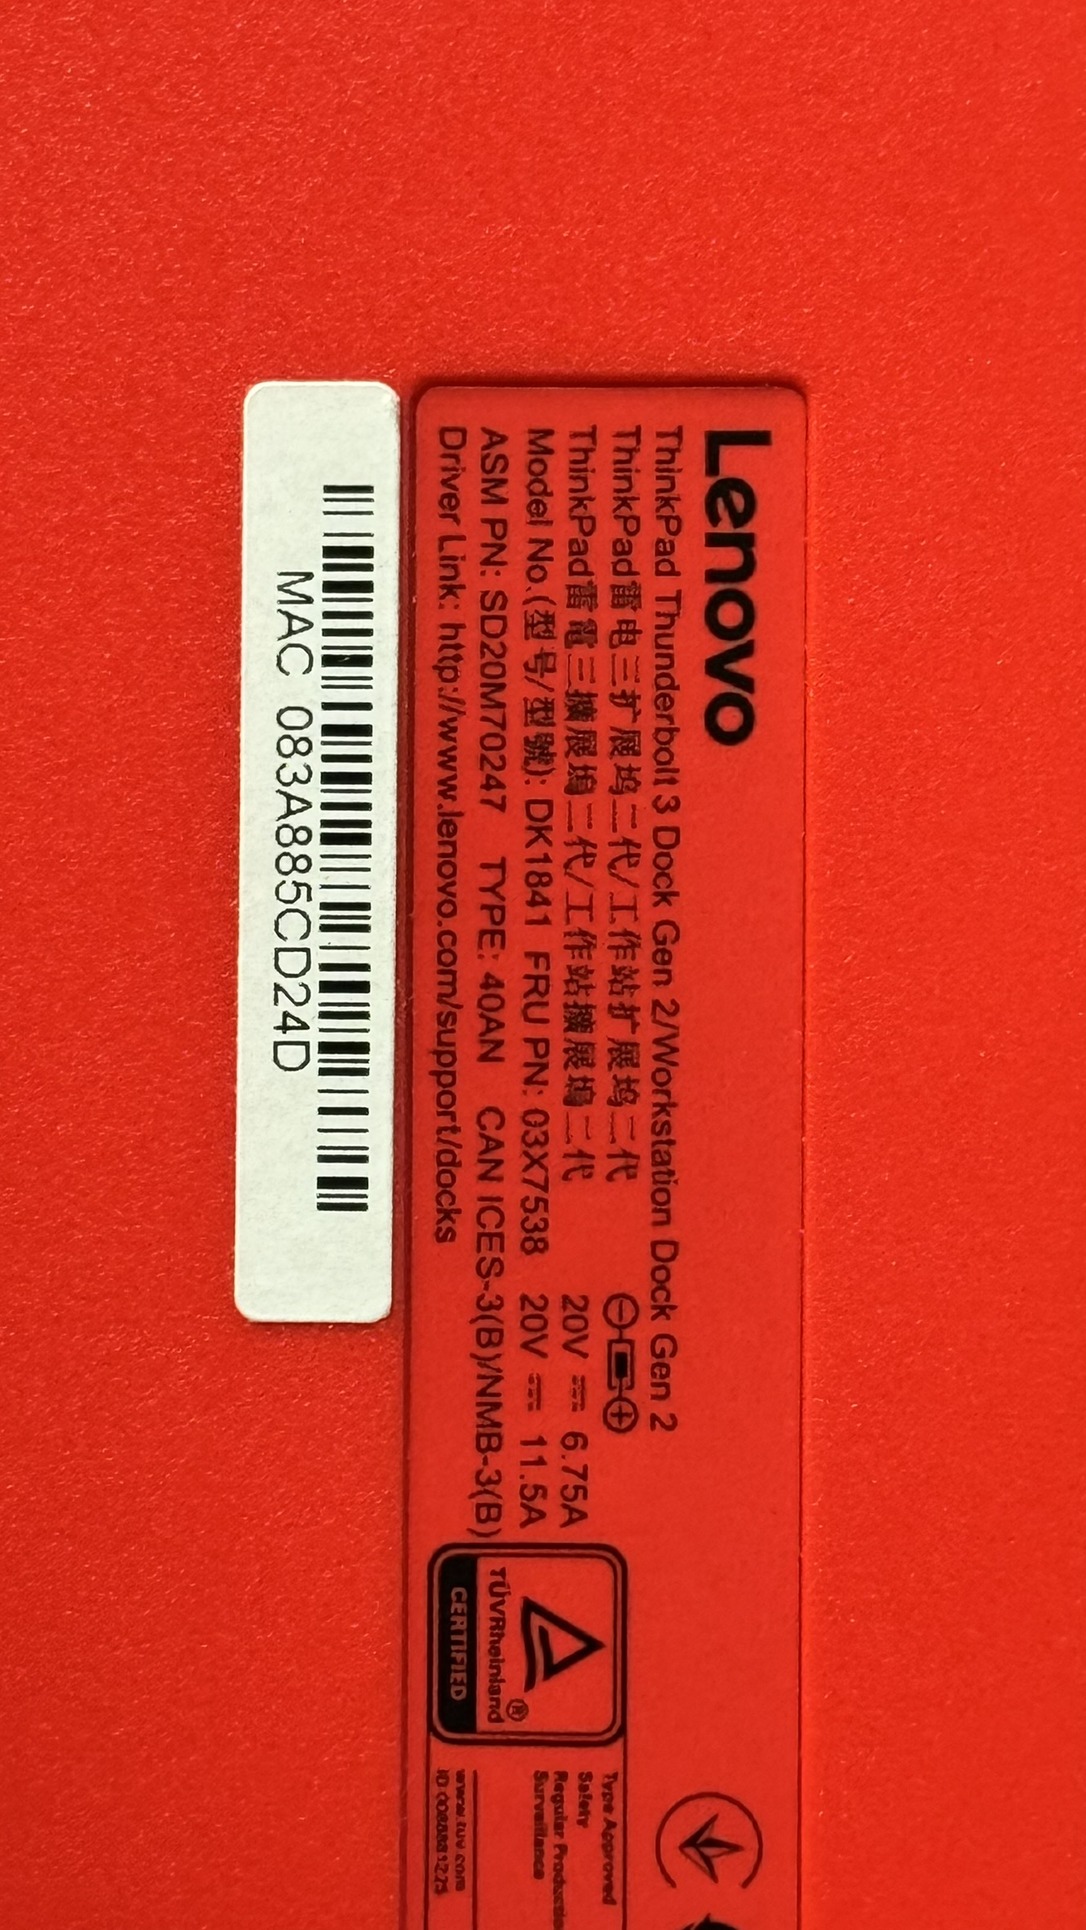 Lenovo
ThinkPad Thunderbolt 3 Dock Gen 2/Workstation Dock Gen 2
ThinkPad雷电三扩展坞二代/工作站扩展坞二代
ThinkPad雷電三擴展塢二代/工作站擴展塢二代 20V ⎓ 6.75A
Model No.(型号/型號): DK1841 FRU PN: 03X7538 20V ⎓ 11.5A
ASM PN: SD20M70247 TYPE: 40AN CAN ICES-3(B)/NMB-3(B)
Driver Link: http://www.lenovo.com/support/docks
TÜVRheinland®
CERTIFIED
Type Approved
Safety
Regular Production
Surveillance
www.tuv.com
ID
MAC 083A885CD24D